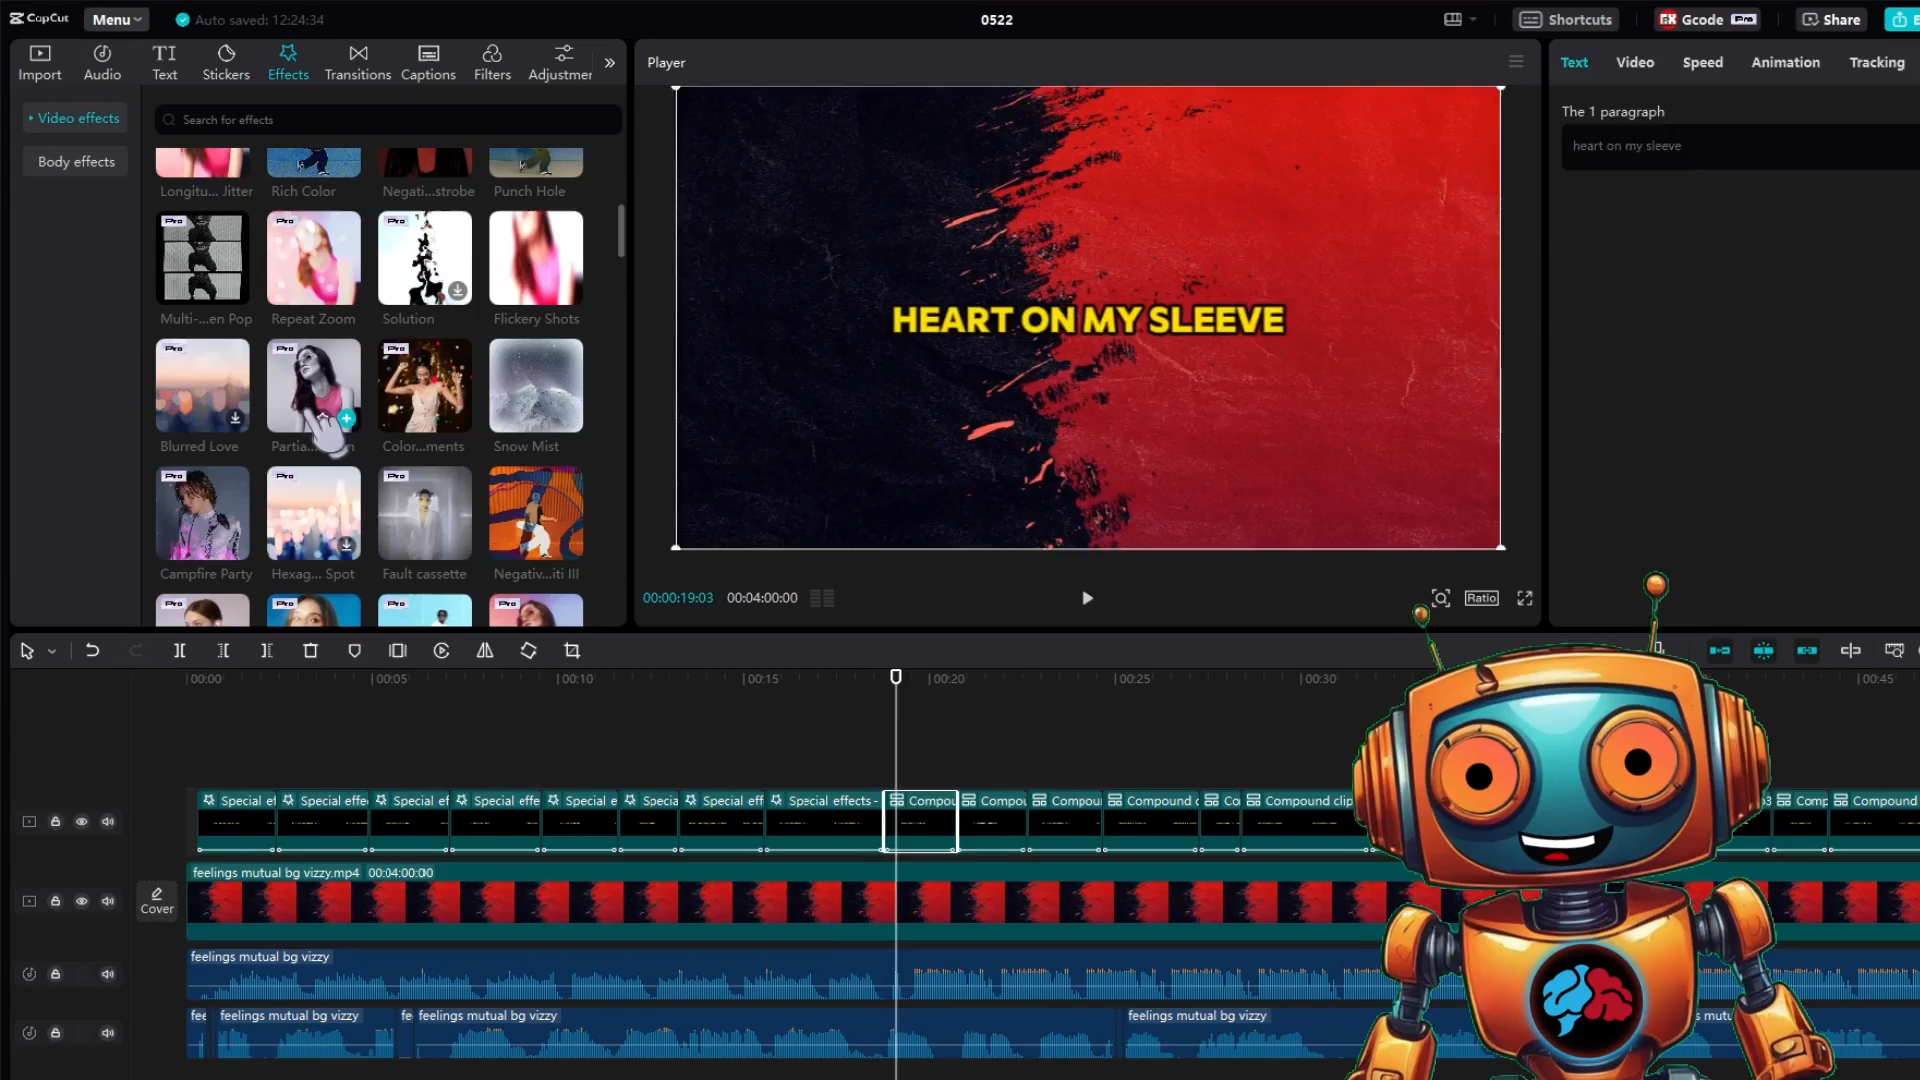 CapCut
Menu
Auto saved: 12:24:34
0522
Shortcuts
Gcode
Pro
Share
Import
Audio
TI
Text
Stickers
Effects
Transitions
Captions
Filters
Adjustmer
Player
Text
Video
Speed
Animation
Tracking
Video effects
Body effects
Search for effects
The 1 paragraph
heart on my sleeve
Longitu... Jitter
Rich Color
Negati...strobe
Punch Hole
Pro
Pro
Pro
Multi-...en Pop
Repeat Zoom
Solution
Flickery Shots
Pro
Pro
Pro
Blurred Love
Partia...
Color...ments
Snow Mist
Pro
Pro
Pro
Campfire Party
Hexag... Spot
Fault cassette
Negativ...iti III
Pro
Pro
Pro
Pro
HEART ON MY SLEEVE
00:00:19:03
00:04:00:00
Ratio
00:00
00:05
00:10
00:15
00:20
00:25
00:30
00:45
Special ef
Special effe
Special ef
Special effe
Special e
Specia
Special eff
Special effects -
Compou
Compou
Compour
Compound c
Co
Compound clip
Comp
Compound
Cover
feelings mutual bg vizzy.mp4
00:04:00:00
feelings mutual bg vizzy
fee
feelings mutual bg vizzy
fe
feelings mutual bg vizzy
feelings mutual bg vizzy